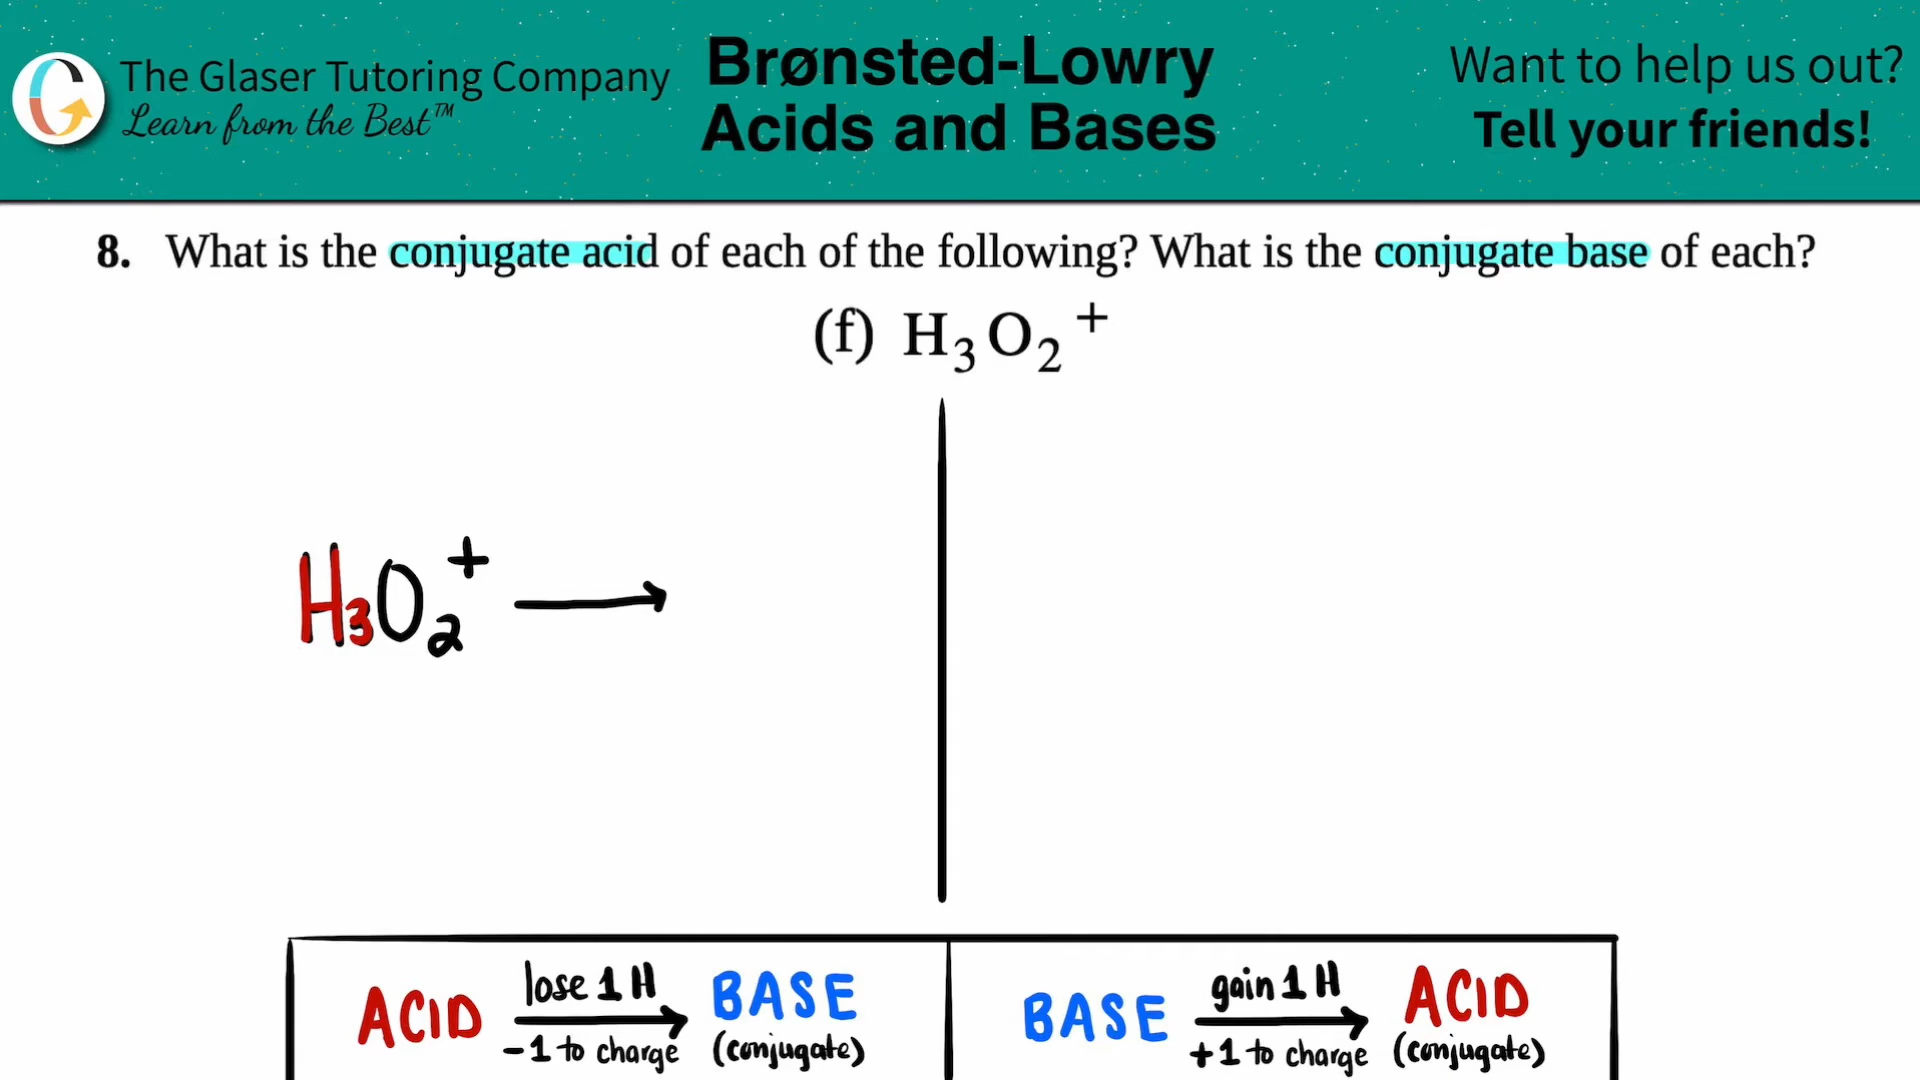 The Glaser Tutoring Company
Learn from the Best™
Brønsted-Lowry
Acids and Bases
Want to help us out?
Tell your friends!
8. What is the conjugate acid of each of the following? What is the conjugate base of each?
(f) H₃O₂⁺
H₃O₂⁺ →
ACID lose 1 H → BASE
-1 to charge (conjugate)
BASE gain 1 H → ACID
+1 to charge (conjugate)